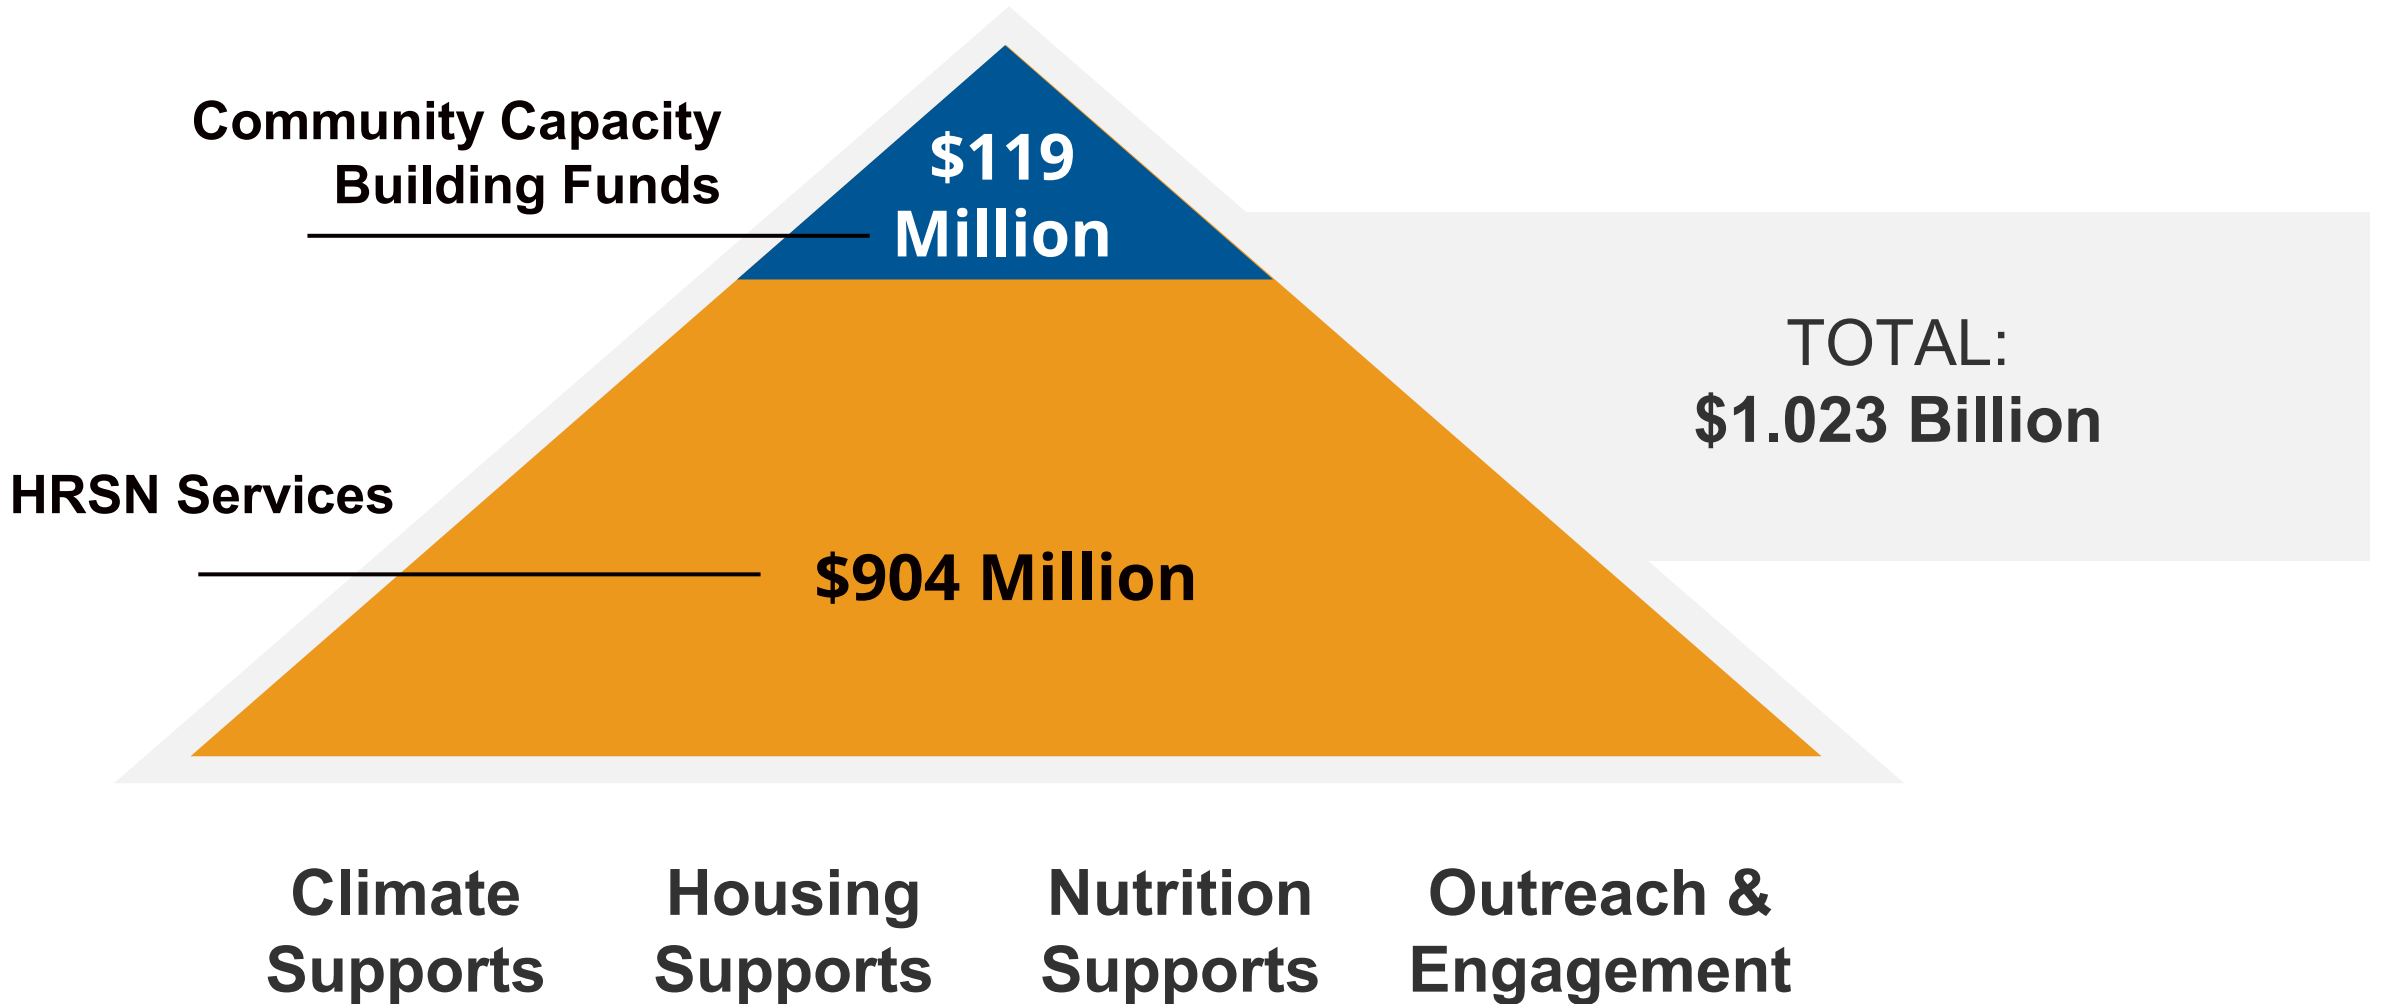 Community Capacity
Building Funds
$119
Million
TOTAL:
$1.023 Billion
HRSN Services
$904 Million
Climate
Supports
Housing
Supports
Nutrition
Supports
Outreach &
Engagement